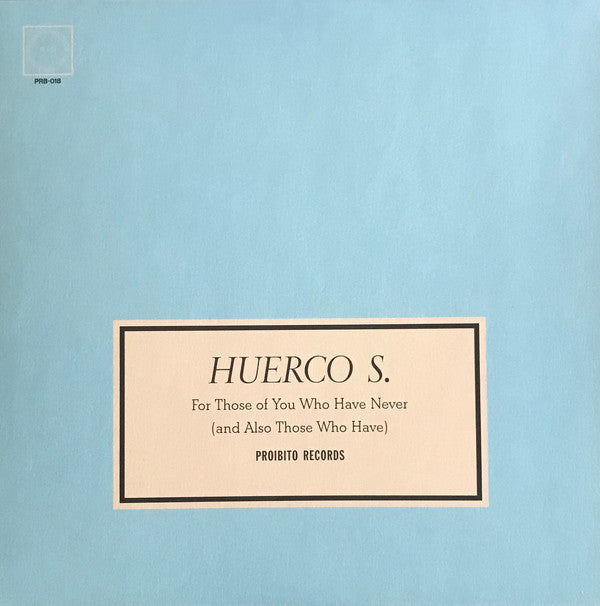 PRB-018
HUERCO S.
For Those of You Who Have Never
(and Also Those Who Have)
PROIBITO RECORDS